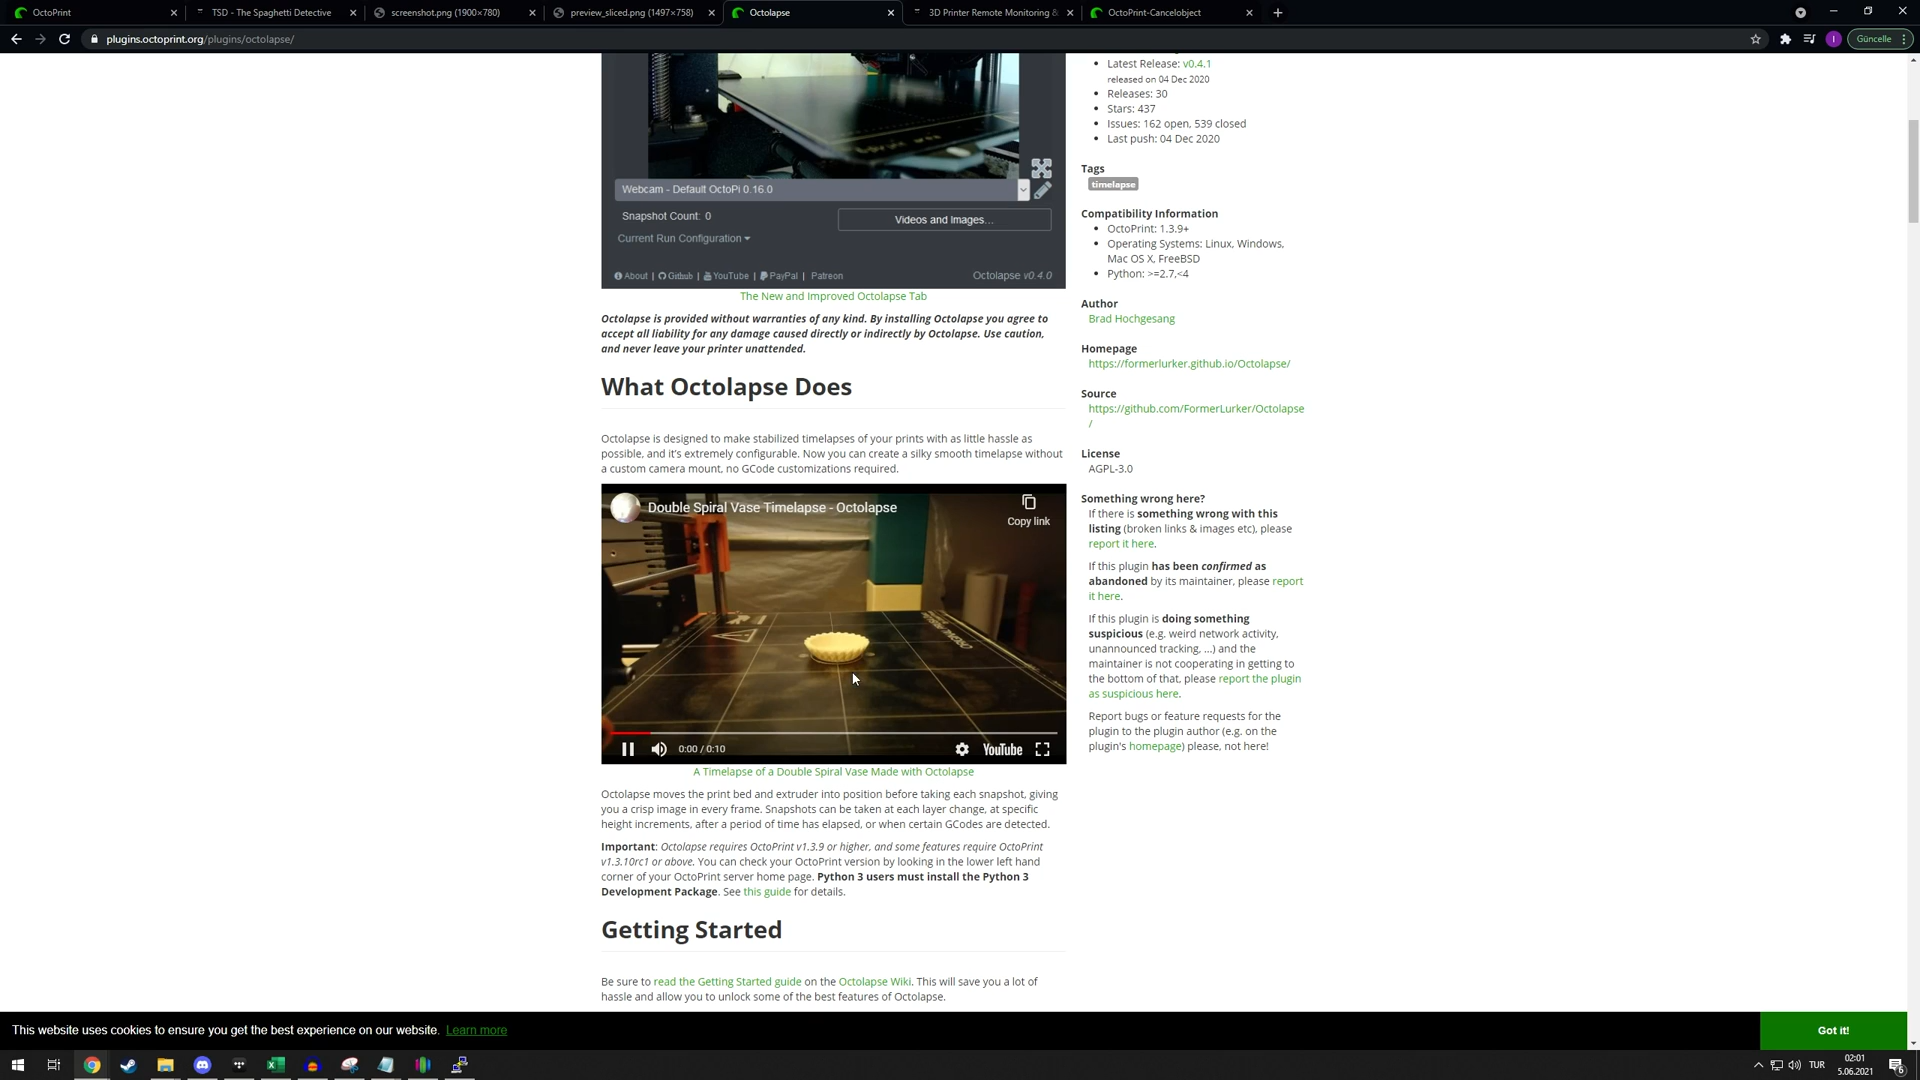 OctoPrint
TSD - The Spaghetti Detective
screenshot.png (1900×780)
preview_sliced.png (1497×758)
Octolapse
3D Printer Remote Monitoring &
OctoPrint-Cancelobject
plugins.octoprint.org/plugins/octolapse/
Güncelle
Webcam - Default OctoPi 0.16.0
Snapshot Count: 0
Videos and Images...
Current Run Configuration
About | Github | YouTube | PayPal | Patreon
Octolapse v0.4.0
The New and Improved Octolapse Tab
Octolapse is provided without warranties of any kind. By installing Octolapse you agree to
accept all liability for any damage caused directly or indirectly by Octolapse. Use caution,
and never leave your printer unattended.
What Octolapse Does
Octolapse is designed to make stabilized timelapses of your prints with as little hassle as
possible, and it's extremely configurable. Now you can create a silky smooth timelapse without
a custom camera mount, no GCode customizations required.
Double Spiral Vase Timelapse - Octolapse
Copy link
0:00 / 0:10
YouTube
A Timelapse of a Double Spiral Vase Made with Octolapse
Octolapse moves the print bed and extruder into position before taking each snapshot, giving
you a crisp image in every frame. Snapshots can be taken at each layer change, at specific
height increments, after a period of time has elapsed, or when certain GCodes are detected.
Important: Octolapse requires OctoPrint v1.3.9 or higher, and some features require OctoPrint
v1.3.10rc1 or above. You can check your OctoPrint version by looking in the lower left hand
corner of your OctoPrint server home page. Python 3 users must install the Python 3
Development Package. See this guide for details.
Getting Started
Be sure to read the Getting Started guide on the Octolapse Wiki. This will save you a lot of
hassle and allow you to unlock some of the best features of Octolapse.
Latest Release: v0.4.1
released on 04 Dec 2020
Releases: 30
Stars: 437
Issues: 162 open, 539 closed
Last push: 04 Dec 2020
Tags
timelapse
Compatibility Information
OctoPrint: 1.3.9+
Operating Systems: Linux, Windows,
Mac OS X, FreeBSD
Python: >=2.7,<4
Author
Brad Hochgesang
Homepage
https://formerlurker.github.io/Octolapse/
Source
https://github.com/FormerLurker/Octolapse
/
License
AGPL-3.0
Something wrong here?
If there is something wrong with this
listing (broken links & images etc), please
report it here.
If this plugin has been confirmed as
abandoned by its maintainer, please report
it here.
If this plugin is doing something
suspicious (e.g. weird network activity,
unannounced tracking, ...) and the
maintainer is not cooperating in getting to
the bottom of that, please report the plugin
as suspicious here.
Report bugs or feature requests for the
plugin to the plugin author (e.g. on the
plugin's homepage) please, not here!
This website uses cookies to ensure you get the best experience on our website. Learn more
Got it!
TUR
02:01
5.06.2021
6